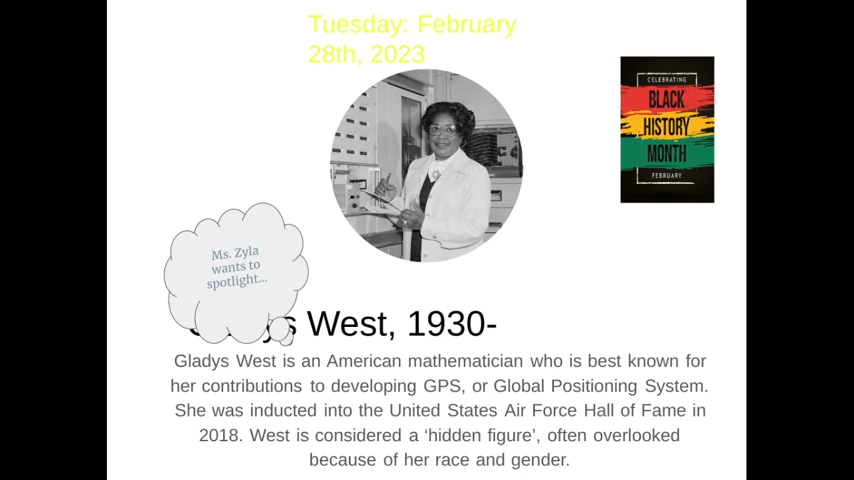 Tuesday: February
28th, 2023
CELEBRATING
BLACK
HISTORY
MONTH
FEBRUARY
Ms. Zyla
wants to
spotlight...
West, 1930-
Gladys West is an American mathematician who is best known for
her contributions to developing GPS, or Global Positioning System.
She was inducted into the United States Air Force Hall of Fame in
2018. West is considered a ‘hidden figure’, often overlooked
because of her race and gender.